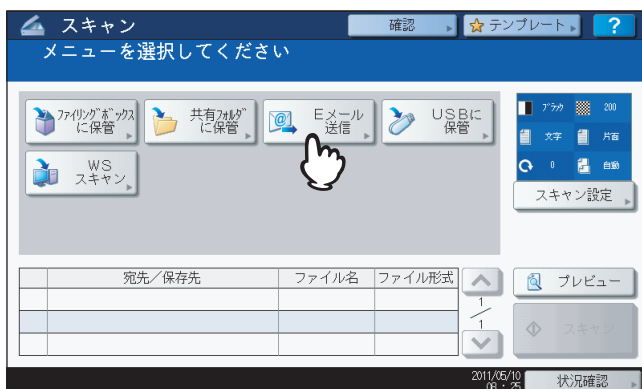 スキャン
確認
テンプレート
?
メニューを選択してください
ファイリングボックス
に保管
共有フォルダ
に保管
Eメール
送信
USBに
保管
WS
スキャン
ブラック
200
文字
片面
0
自動
スキャン設定
宛先/保存先
ファイル名
ファイル形式
1
1
プレビュー
スキャン
2011/05/10
08:25
状況確認